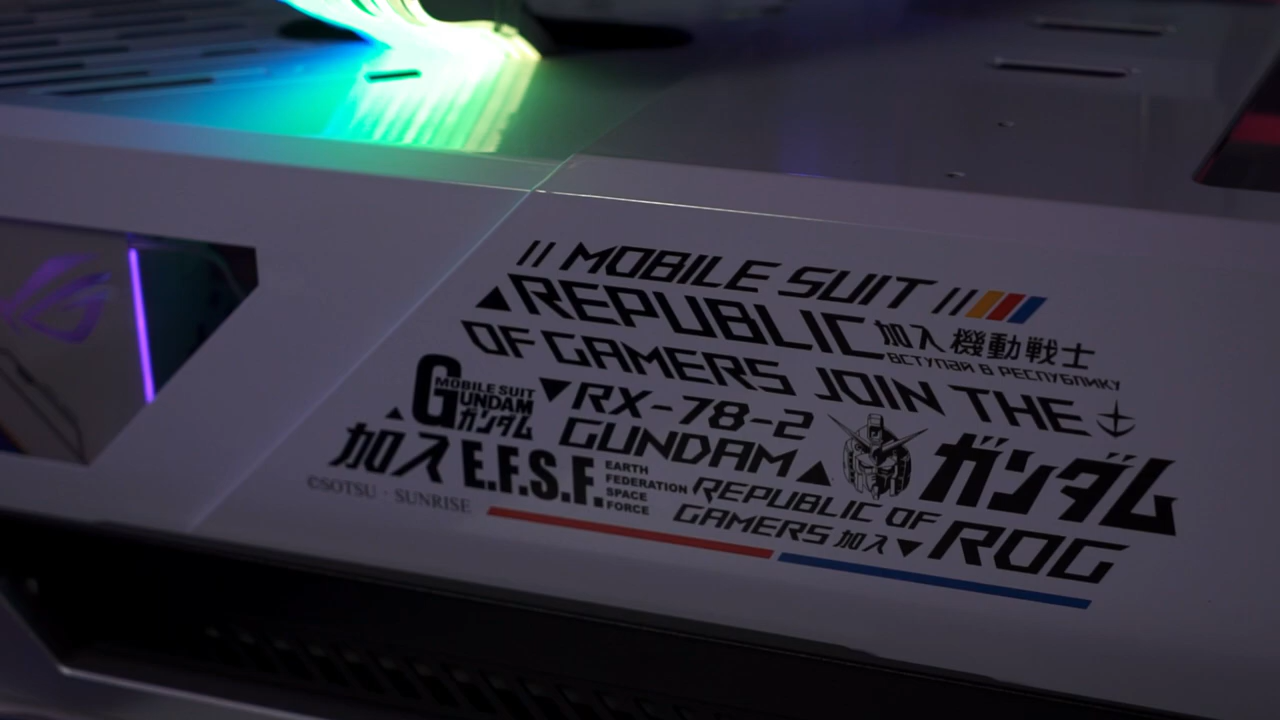 // MOBILE SUIT //
REPUBLIC 加入 機動戦士
ВСТУПАЙ В РЕСПУБЛИКУ
OF GAMERS JOIN THE
MOBILE SUIT
GUNDAM
ガンダム
RX-78-2
GUNDAM
ガンダム
加入 E.F.S.F.
EARTH
FEDERATION
SPACE
FORCE
REPUBLIC OF
GAMERS 加入
ROG
©SOTSU · SUNRISE